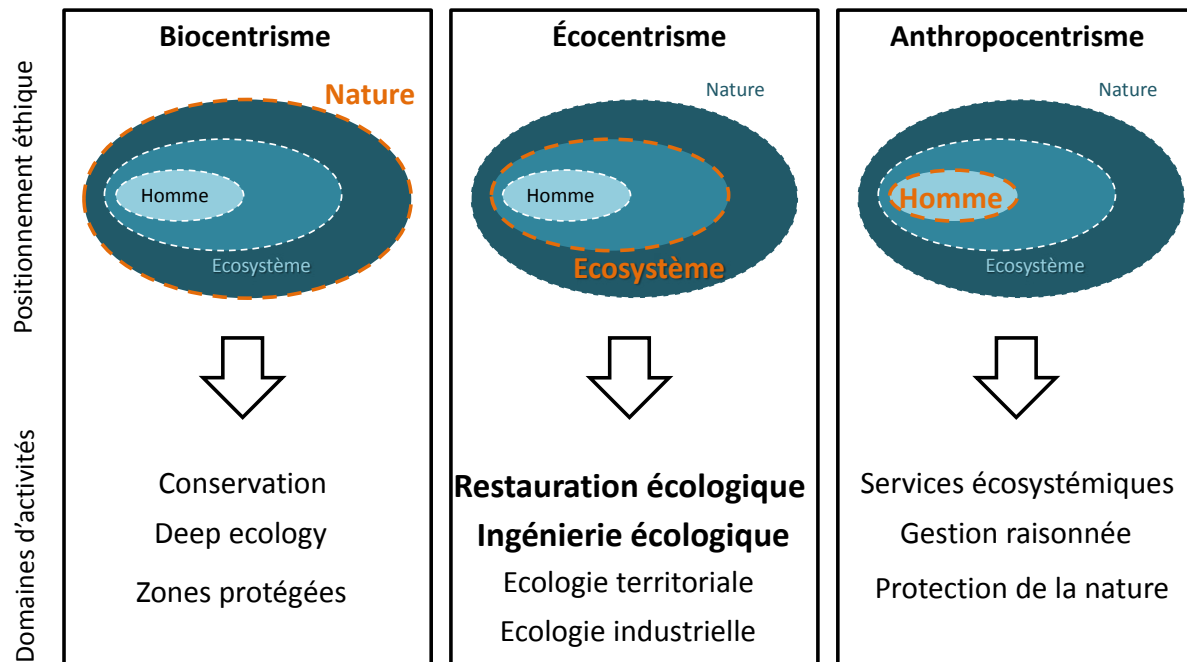 Positionnement éthique
Domaines d'activités
Biocentrisme
Nature
Homme
Ecosystème
Conservation
Deep ecology
Zones protégées
Écocentrisme
Nature
Homme
Ecosystème
Restauration écologique
Ingénierie écologique
Ecologie territoriale
Ecologie industrielle
Anthropocentrisme
Nature
Homme
Ecosystème
Services écosystémiques
Gestion raisonnée
Protection de la nature